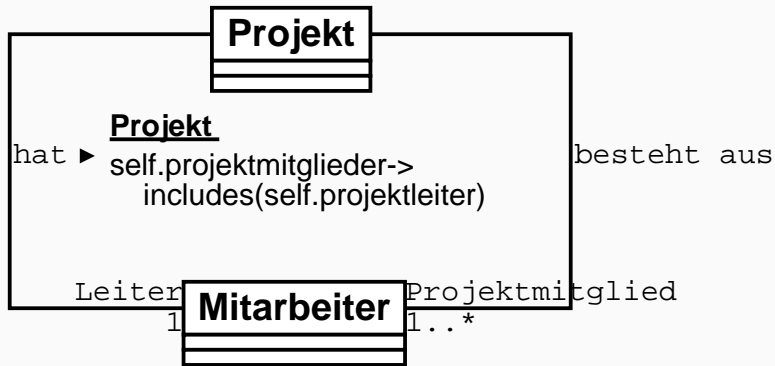 Projekt
Projekt
hat ► self.projektmitglieder->
includes(self.projektleiter)
besteht aus
Leiter
1
Mitarbeiter
Projektmitglied
1..*